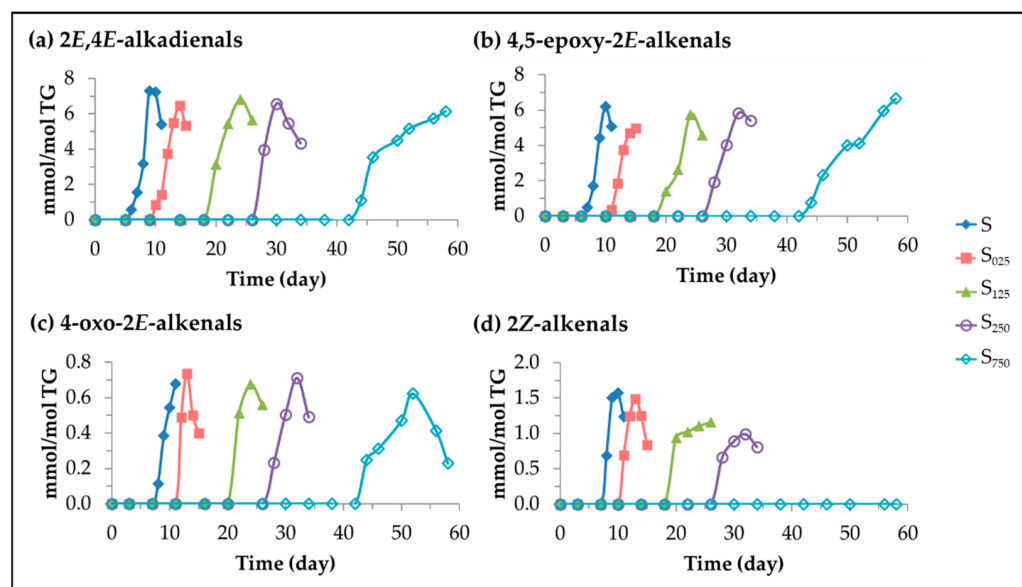 (a) 2E,4E-alkadienals
mmol/mol TG
8
6
4
2
0
0 10 20 30 40 50 60
Time (day)
(b) 4,5-epoxy-2E-alkenals
mmol/mol TG
8
6
4
2
0
0 10 20 30 40 50 60
Time (day)
(c) 4-oxo-2E-alkenals
mmol/mol TG
0.8
0.6
0.4
0.2
0.0
0 10 20 30 40 50 60
Time (day)
(d) 2Z-alkenals
mmol/mol TG
2.0
1.5
1.0
0.5
0.0
0 10 20 30 40 50 60
Time (day)
S
S025
S125
S250
S750